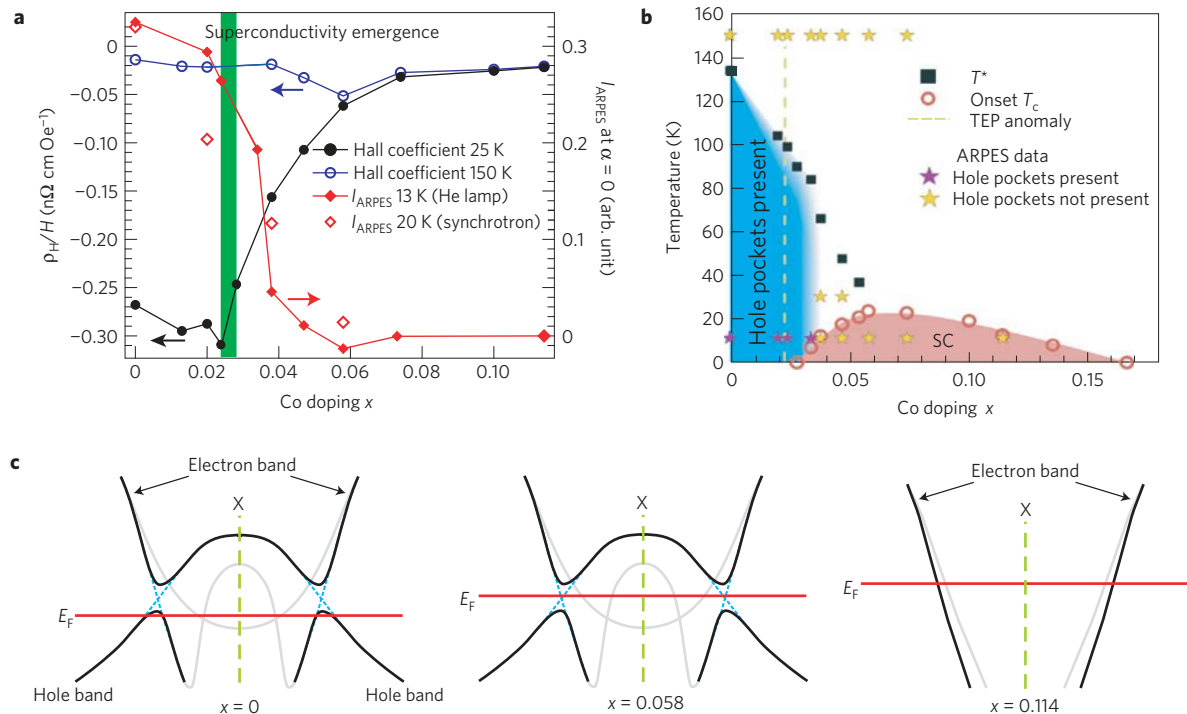 a
Superconductivity emergence
0
−0.05
−0.10
−0.15
−0.20
−0.25
−0.30
ρH/H (nΩ cm Oe⁻¹)
0.3
0.2
0.1
0
I ARPES at α = 0 (arb. unit)
Hall coefficient 25 K
Hall coefficient 150 K
I ARPES 13 K (He lamp)
I ARPES 20 K (synchrotron)
0
0.02
0.04
0.06
0.08
0.10
Co doping x
b
160
140
120
100
80
60
40
20
0
Temperature (K)
T*
Onset Tc
TEP anomaly
ARPES data
Hole pockets present
Hole pockets not present
Hole pockets present
SC
0
0.05
0.10
0.15
Co doping x
c
Electron band
X
EF
Hole band
Hole band
x = 0
X
EF
x = 0.058
Electron band
X
EF
x = 0.114